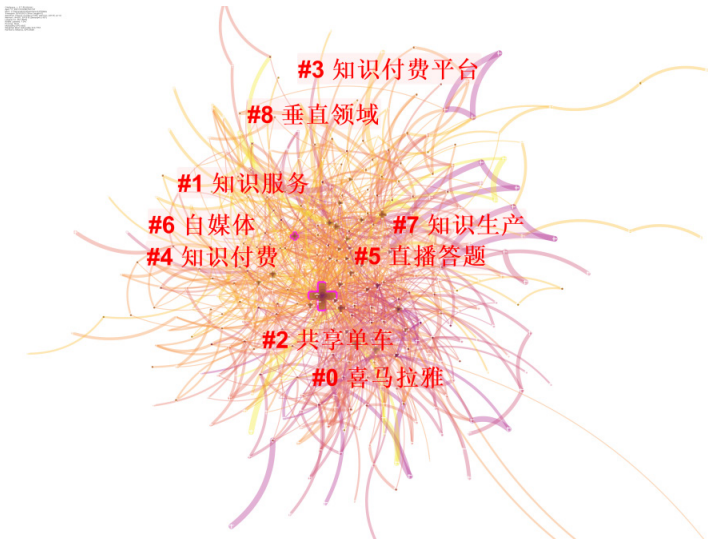 #3 知识付费平台
#8 垂直领域
#1 知识服务
#6 自媒体
#7 知识生产
#4 知识付费
#5 直播答题
#2 共享单车
#0 喜马拉雅